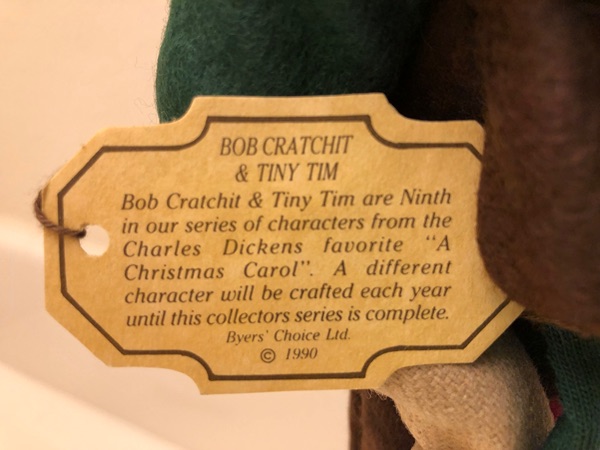 BOB CRATCHIT
& TINY TIM
Bob Cratchit & Tiny Tim are Ninth
in our series of characters from the
Charles Dickens favorite "A
Christmas Carol". A different
character will be crafted each year
until this collectors series is complete.
Byers' Choice Ltd.
© 1990